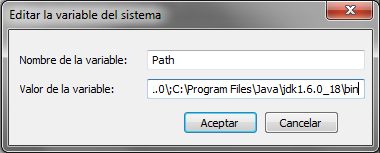 Editar la variable del sistema
Nombre de la variable: Path
Valor de la variable: ..0\;C:\Program Files\Java\jdk1.6.0_18\bin
Aceptar Cancelar